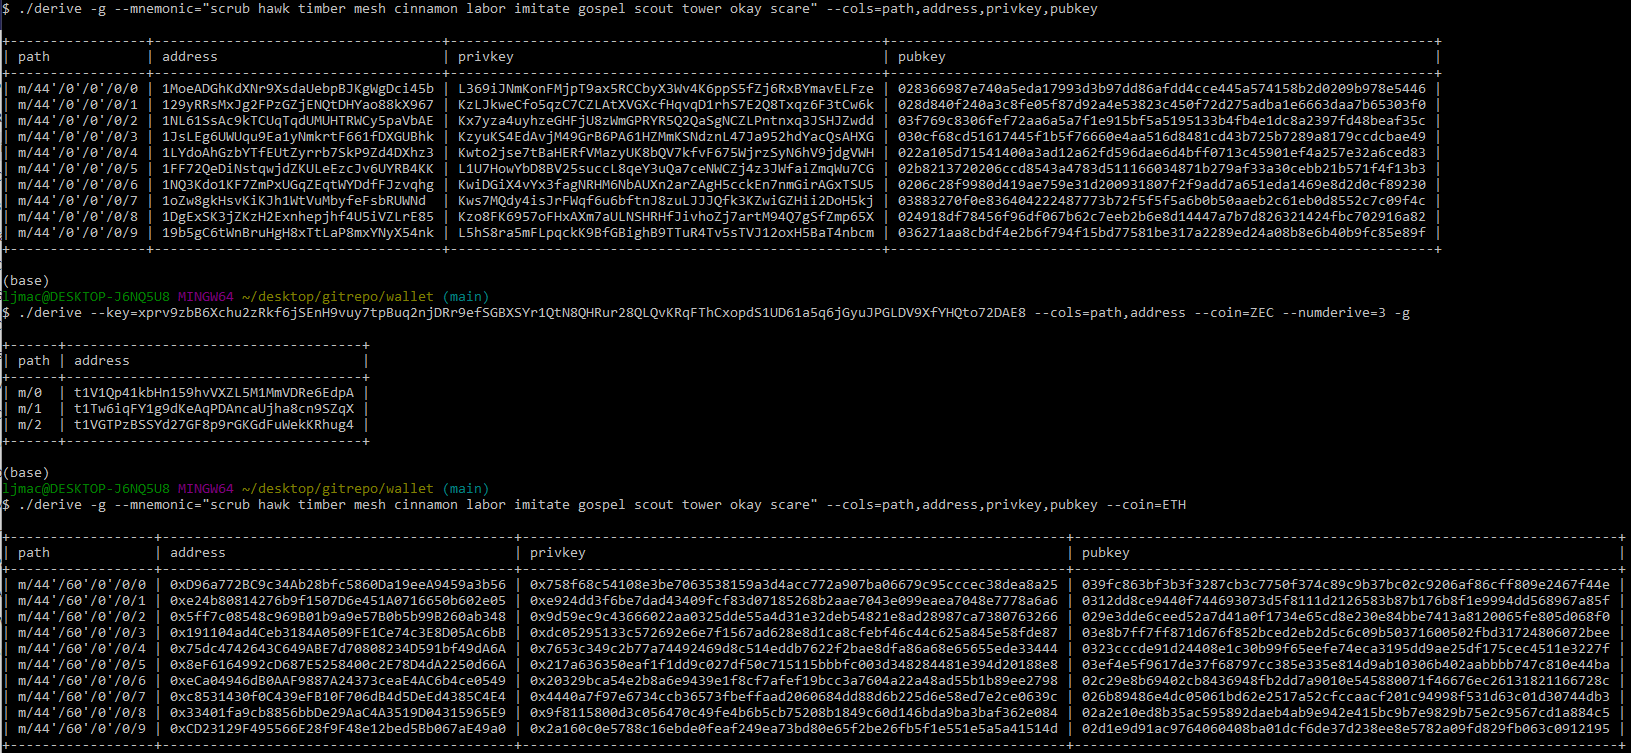 $ ./derive -g --mnemonic="scrub hawk timber mesh cinnamon labor imitate gospel scout tower okay scare" --cols=path,address,privkey,pubkey
| path | address | privkey | pubkey |
| m/44'/0'/0'/0/0 | 1MoeADGhKdXNr9XsdaUebpBJKgWgDci45b | L369iJNmKonFMjpT9ax5RCCbyX3Wv4K6ppS5fZj6RxBYmavELFze | 028366987e740a5eda17993d3b97dd86afdd4cce445a574158b2d0209b978e5446 |
| m/44'/0'/0'/0/1 | 129yRRsMxJg2FPzGZjENQtDHYao88kX967 | KzLJkweCfo5qzC7CZLAtXVGXcfHqvqD1rhS7E2Q8Txqz6F3tCw6k | 028d840f240a3c8fe05f87d92a4e53823c450f72d275adba1e6663daa7b65303f0 |
| m/44'/0'/0'/0/2 | 1NL61SsAc9kTCUqTqdUMUHTRWCy5paVbAE | Kx7yza4uyhzeGHFjU8zWmGPRYR5Q2QaSgNCZLPntnxq3JSHJZwdd | 03f769c8306fef72aa6a5a7f1e915bf5a5195133b4fb4e1dc8a2397fd48beaf35c |
| m/44'/0'/0'/0/3 | 1JsLEg6UWUqu9Ea1yNmkrtF661fDXGUBhk | KzyuKS4EdAvjM49GrB6PA61HZMmKSNdznL47Ja952hdYacQsAHXG | 030cf68cd51617445f1b5f76660e4aa516d8481cd43b725b7289a8179ccdcbae49 |
| m/44'/0'/0'/0/4 | 1LYdoAhGzbYTfEUtZyrrb7SkP9Zd4DXhz3 | Kwto2jse7tBaHERfVMazyUK8bQV7kfvF675WjrzSyN6hV9jdgVWH | 022a105d71541400a3ad12a62fd596dae6d4bff0713c45901ef4a257e32a6ced83 |
| m/44'/0'/0'/0/5 | 1FF72QeDiNstqwjdZKULeEzcJv6UYRB4KK | L1U7HowYbD8BV25succL8qeY3uQa7ceNWCZj4z3JWfaiZmqWu7CG | 02b8213720206ccd8543a4783d511166034871b279af33a30cebb21b571f4f13b3 |
| m/44'/0'/0'/0/6 | 1NQ3Kdo1KF7ZmPxUGqZEqtWYDdfFJzvqhg | KwiDGiX4vYx3fagNRHM6NbAUXn2arZAgH5cckEn7nmGirAGxTSU5 | 0206c28f9980d419ae759e31d200931807f2f9add7a651eda1469e8d2d0cf89230 |
| m/44'/0'/0'/0/7 | 1oZw8gkHsvKiKJh1WtVuMbyfeFsbRUWNd | Kws7MQdy4isJrFWqf6u6bftnJ8zuLJJJQfk3KZwiGZHii2DoH5kj | 03883270f0e836404222487773b72f5f5f5a6b0b50aaeb2c61eb0d8552c7c09f4c |
| m/44'/0'/0'/0/8 | 1DgExSK3jZKzH2Exnhepjhf4U5iVZLrE85 | Kzo8FK6957oFHxAXm7aULNSHRHfJivhoZj7artM94Q7gSfZmp65X | 024918df78456f96df067b62c7eeb2b6e8d14447a7b7d826321424fbc702916a82 |
| m/44'/0'/0'/0/9 | 19b5gC6tWnBruHgH8xTtLaP8mxYNyX54nk | L5hS8ra5mFLpqckK9BfGBighB9TTuR4Tv5sTVJ12oxH5BaT4nbcm | 036271aa8cbdf4e2b6f794f15bd77581be317a2289ed24a08b8e6b40b9fc85e89f |
(base)
ljmac@DESKTOP-J6NQ5U8 MINGW64 ~/desktop/gitrepo/wallet (main)
$ ./derive --key=xprv9zbB6Xchu2zRkf6jSEnH9vuy7tpBuq2njDRr9efSGBXSYr1QtN8QHRur28QLQvKRqFThCxopdS1UD61a5q6jGyuJPGLDV9XfYHQto72DAE8 --cols=path,address --coin=ZEC --numderive=3 -g
| path | address |
| m/0 | t1V1Qp41kbHn159hvVXZL5M1MmVDRe6EdpA |
| m/1 | t1Tw6iqFY1g9dKeAqPDAncaUjha8cn9SZqX |
| m/2 | t1VGTPzBSSYd27GF8p9rGKGdFuWekKRhug4 |
(base)
ljmac@DESKTOP-J6NQ5U8 MINGW64 ~/desktop/gitrepo/wallet (main)
$ ./derive -g --mnemonic="scrub hawk timber mesh cinnamon labor imitate gospel scout tower okay scare" --cols=path,address,privkey,pubkey --coin=ETH
| path | address | privkey | pubkey |
| m/44'/60'/0'/0/0 | 0xD96a772BC9c34Ab28bfc5860Da19eeA9459a3b56 | 0x758f68c54108e3be7063538159a3d4acc772a907ba06679c95cccec38dea8a25 | 039fc863bf3b3f3287cb3c7750f374c89c9b37bc02c9206af86cff809e2467f44e |
| m/44'/60'/0'/0/1 | 0xe24b80814276b9f1507D6e451A0716650b602e05 | 0xe924dd3f6be7dad43409fcf83d07185268b2aae7043e099eaea7048e7778a6a6 | 0312dd8ce9440f744693073d5f8111d2126583b87b176b8f1e9994dd568967a85f |
| m/44'/60'/0'/0/2 | 0x5ff7c08548c969B01b9a9e57B0b5b99B260ab348 | 0x9d59ec9c43666022aa0325dde55a4d31e32deb54821e8ad28987ca7380763266 | 029e3dde6ceed52a7d41a0f1734e65cd8e230e84bbe7413a8120065fe805d068f0 |
| m/44'/60'/0'/0/3 | 0x191104ad4Ceb3184A0509FE1Ce74c3E8D05Ac6bB | 0xdc05295133c572692e6e7f1567ad628e8d1ca8cfebf46c44c625a845e58fde87 | 03e8b7ff7ff871d676f852bced2eb2d5c6c09b50371600502fbd31724806072bee |
| m/44'/60'/0'/0/4 | 0x75dc4742643C649ABE7d70808234D591bf49dA6A | 0x7653c349c2b77a74492469d8c514eddb7622f2bae8dfa86a68e65655ede33444 | 0323cccde91d24408e1c30b99f65eefe74eca3195dd9ae25df175cec4511e3227f |
| m/44'/60'/0'/0/5 | 0x8eF6164992cD687E5258400c2E78D4dA2250d66A | 0x217a636350eaf1f1dd9c027df50c715115bbbfc003d348284481e394d20188e8 | 03ef4e5f9617de37f68797cc385e335e814d9ab10306b402aabbbb747c810e44ba |
| m/44'/60'/0'/0/6 | 0xeCa04946dB0AAF9887A24373ceaE4AC6b4ce0549 | 0x20329bca54e2b8a6e9439e1f8cf7afef19bcc3a7604a22a48ad55b1b89ee2798 | 02c29e8b69402cb8436948fb2dd7a9010e545880071f46676ec26131821166728c |
| m/44'/60'/0'/0/7 | 0xc8531430f0C439eFB10F706dB4d5DeEd4385C4E4 | 0x4440a7f97e6734ccb36573fbeffaad2060684dd88d6b225d6e58ed7e2ce0639c | 026b89486e4dc05061bd62e2517a52cfccaacf201c94998f531d63c01d30744db3 |
| m/44'/60'/0'/0/8 | 0x33401fa9cb8856bbDe29AaC4A3519D04315965E9 | 0x9f8115800d3c056470c49fe4b6b5cb75208b1849c60d146bda9ba3baf362e084 | 02a2e10ed8b35ac595892daeb4ab9e942e415bc9b7e9829b75e2c9567cd1a884c5 |
| m/44'/60'/0'/0/9 | 0xCD23129F495566E28f9F48e12bed5Bb067aE49a0 | 0x2a160c0e5788c16ebde0feaf249ea73bd80e65f2be26fb5f1e551e5a5a41514d | 02d1e9d91ac9764060408ba01dcf6de37d238ee8e5782a09fd829fb063c0912195 |